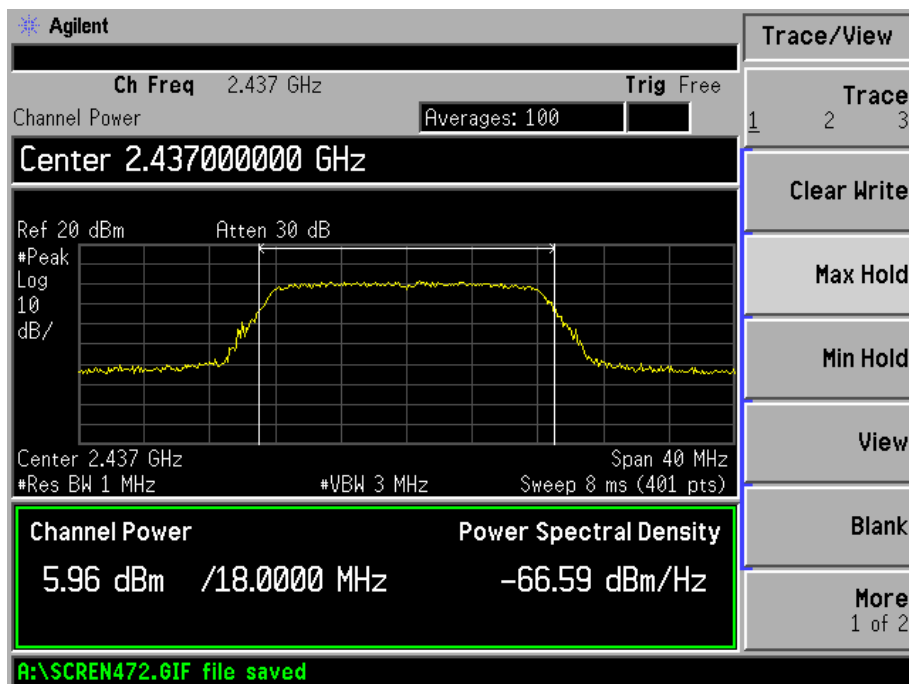 Agilent
Trace/View
Ch Freq 2.437 GHz Trig Free
Channel Power Averages: 100
Trace
1 2 3
Center 2.437000000 GHz
Clear Write
Ref 20 dBm Atten 30 dB
#Peak
Log
10
dB/
Max Hold
Min Hold
View
Center 2.437 GHz Span 40 MHz
#Res BW 1 MHz #VBW 3 MHz Sweep 8 ms (401 pts)
Channel Power Power Spectral Density
5.96 dBm /18.0000 MHz -66.59 dBm/Hz
Blank
More
1 of 2
A:\SCREN472.GIF file saved